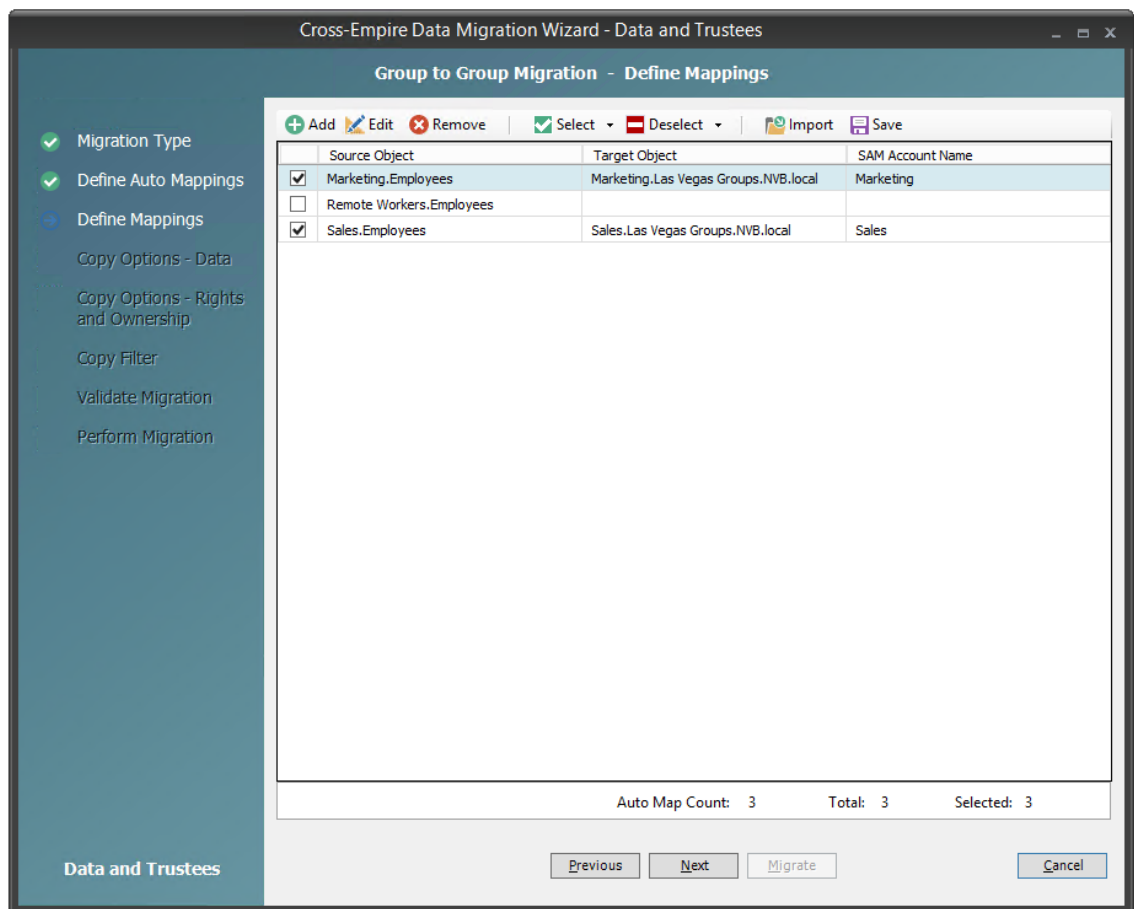 Cross-Empire Data Migration Wizard - Data and Trustees
Group to Group Migration - Define Mappings
Migration Type
Define Auto Mappings
Define Mappings
Copy Options - Data
Copy Options - Rights
and Ownership
Copy Filter
Validate Migration
Perform Migration
Data and Trustees
Add Edit Remove Select Deselect Import Save
Source Object Target Object SAM Account Name
Marketing.Employees Marketing.Las Vegas Groups.NVB.local Marketing
Remote Workers.Employees
Sales.Employees Sales.Las Vegas Groups.NVB.local Sales
Auto Map Count: 3 Total: 3 Selected: 3
Previous Next Migrate Cancel